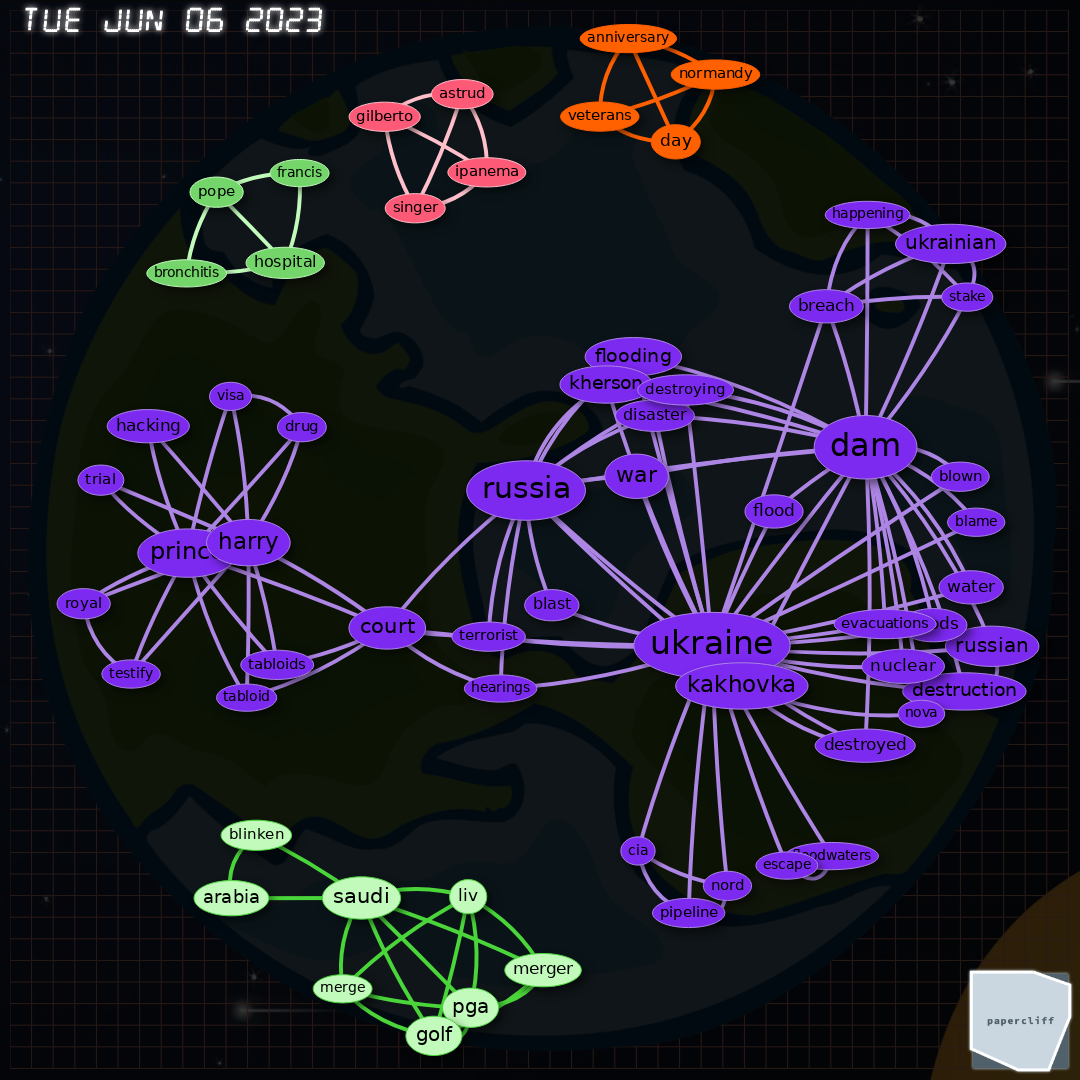 TUE JUN 06 2023
anniversary
normandy
veterans
day
astrud
gilberto
ipanema
singer
francis
pope
hospital
bronchitis
happening
ukrainian
breach
stake
flooding
kherson
destroying
disaster
visa
hacking
drug
trial
princ
harry
royal
testify
tabloids
tabloid
court
russia
war
dam
flood
blown
blame
blast
terrorist
hearings
ukraine
kakhovka
water
evacuations
ds
russian
nuclear
destruction
nova
destroyed
cia
nord
pipeline
escape
oodwaters
blinken
arabia
saudi
liv
merger
merge
pga
golf
papercliff